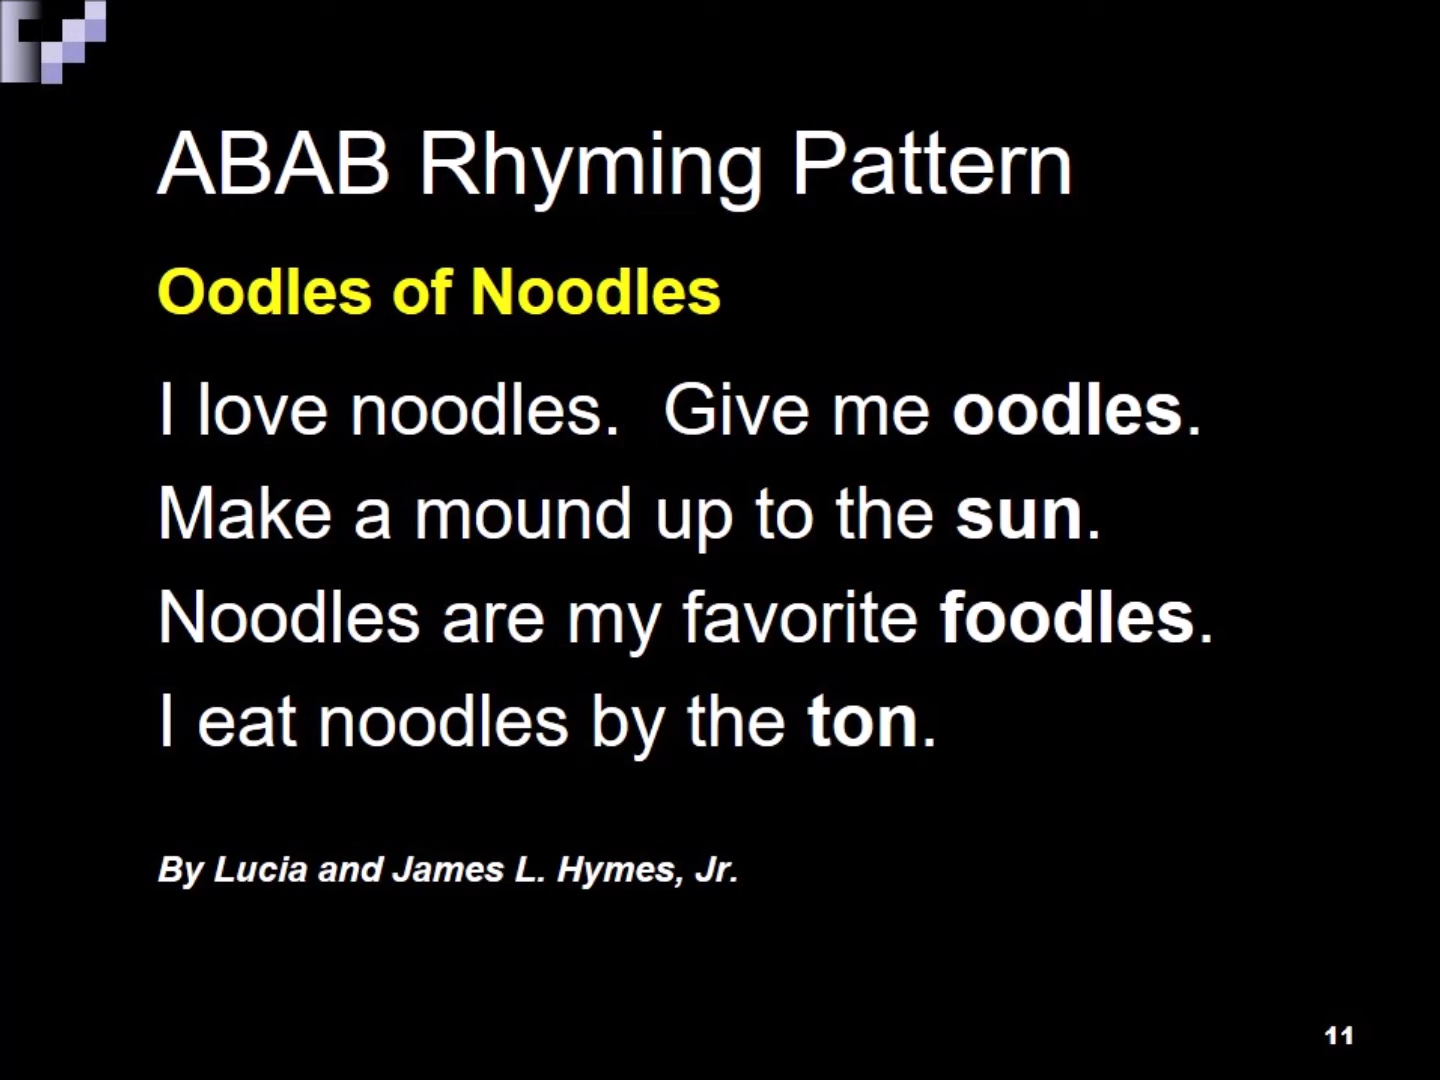 ABAB Rhyming Pattern
Oodles of Noodles
I love noodles.  Give me oodles.
Make a mound up to the sun.
Noodles are my favorite foodles.
I eat noodles by the ton.
By Lucia and James L. Hymes, Jr.
11